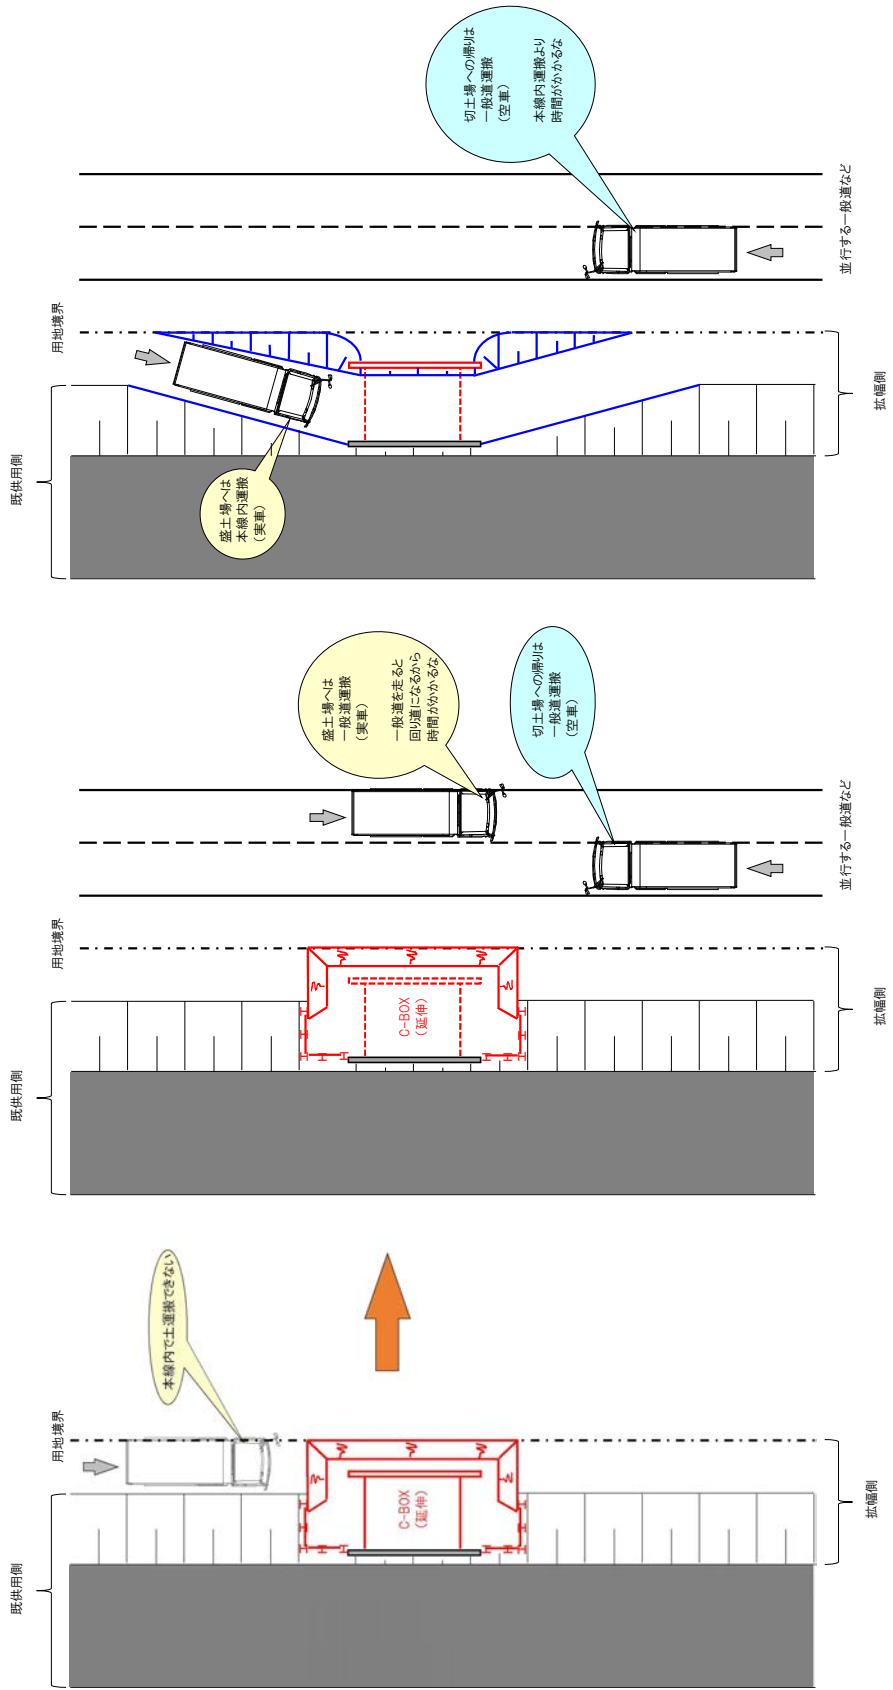 既供用側
用地境界
本線内で土運搬できない
C-BOX
(延伸)
拡幅側
既供用側
用地境界
盛土場へは
一般道運搬
(実車)
一般道を走ると
回り道になるから
時間がかかるな
切土場への帰りは
一般道運搬
(空車)
C-BOX
(延伸)
拡幅側
並行する一般道など
既供用側
用地境界
盛土場へは
本線内運搬
(実車)
切土場への帰りは
一般道運搬
(空車)
本線内運搬より
時間がかかるな
拡幅側
並行する一般道など